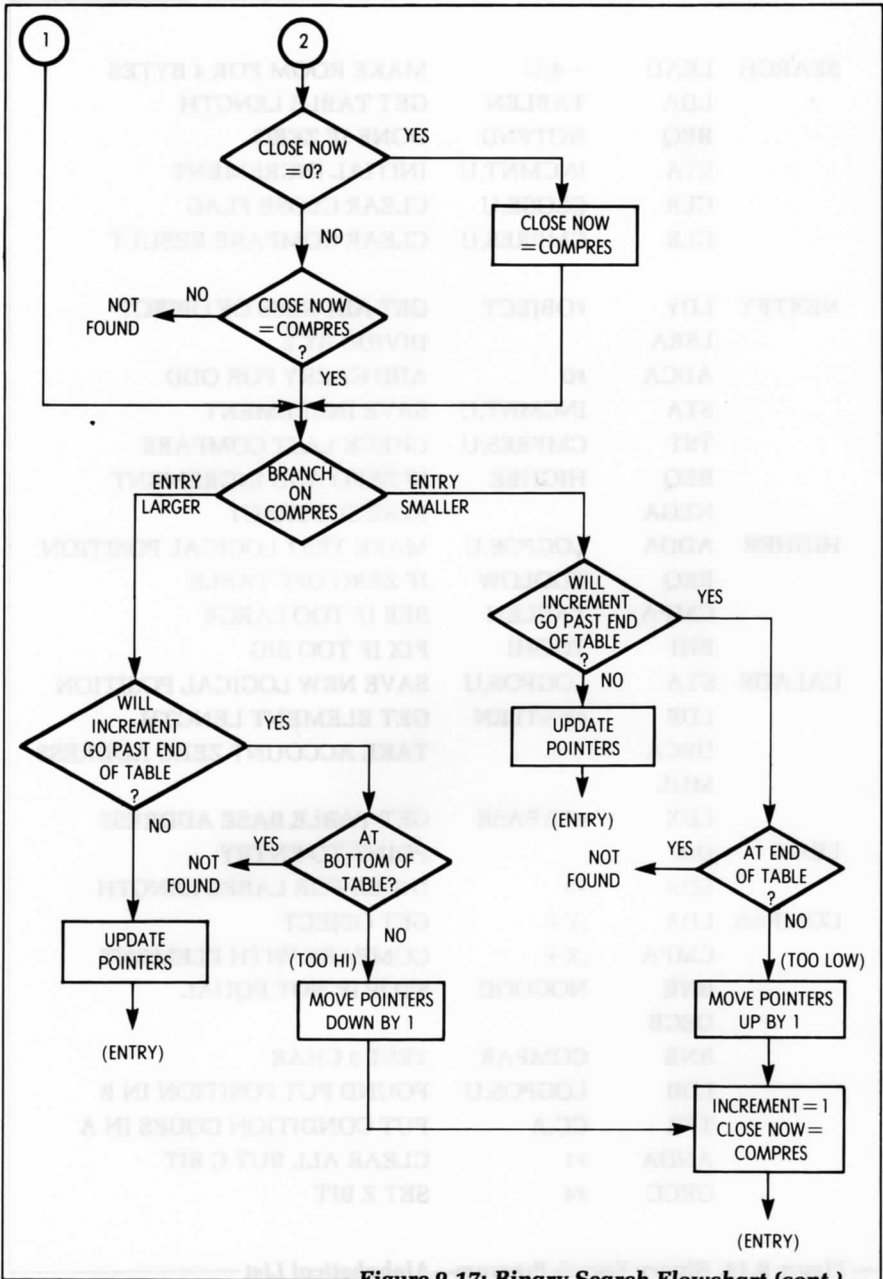 1
2
CLOSE NOW
=0?
YES
NO
CLOSE NOW
=COMPRES
CLOSE NOW
=COMPRES
?
NO
NOT
FOUND
YES
BRANCH
ON
COMPRES
ENTRY
LARGER
ENTRY
SMALLER
WILL
INCREMENT
GO PAST END
OF TABLE
?
YES
NO
UPDATE
POINTERS
(ENTRY)
WILL
INCREMENT
GO PAST END
OF TABLE
?
YES
NO
AT
BOTTOM OF
TABLE?
YES
NOT
FOUND
NO
(TOO HI)
AT END
OF TABLE
?
YES
NOT
FOUND
NO
(TOO LOW)
UPDATE
POINTERS
(ENTRY)
MOVE POINTERS
DOWN BY 1
MOVE POINTERS
UP BY 1
INCREMENT=1
CLOSE NOW=
COMPRES
(ENTRY)
Figure 9.17: Binary Search Flowchart (cont.)